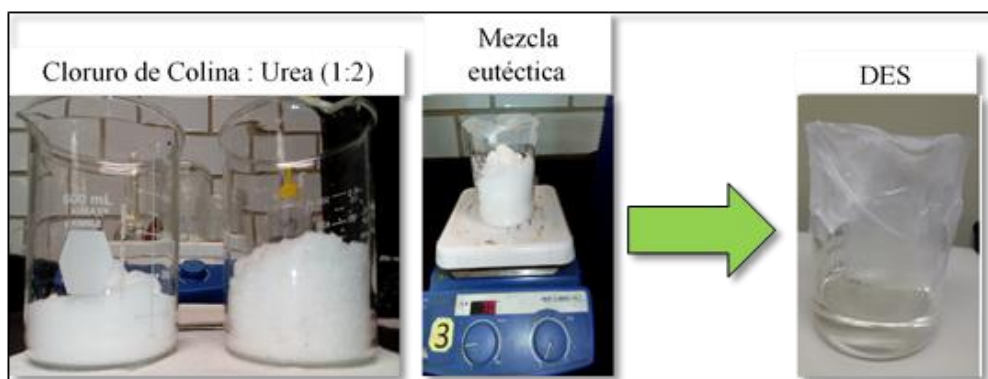 Cloruro de Colina : Urea (1:2)
Mezcla
eutéctica
DES
600 mL
3